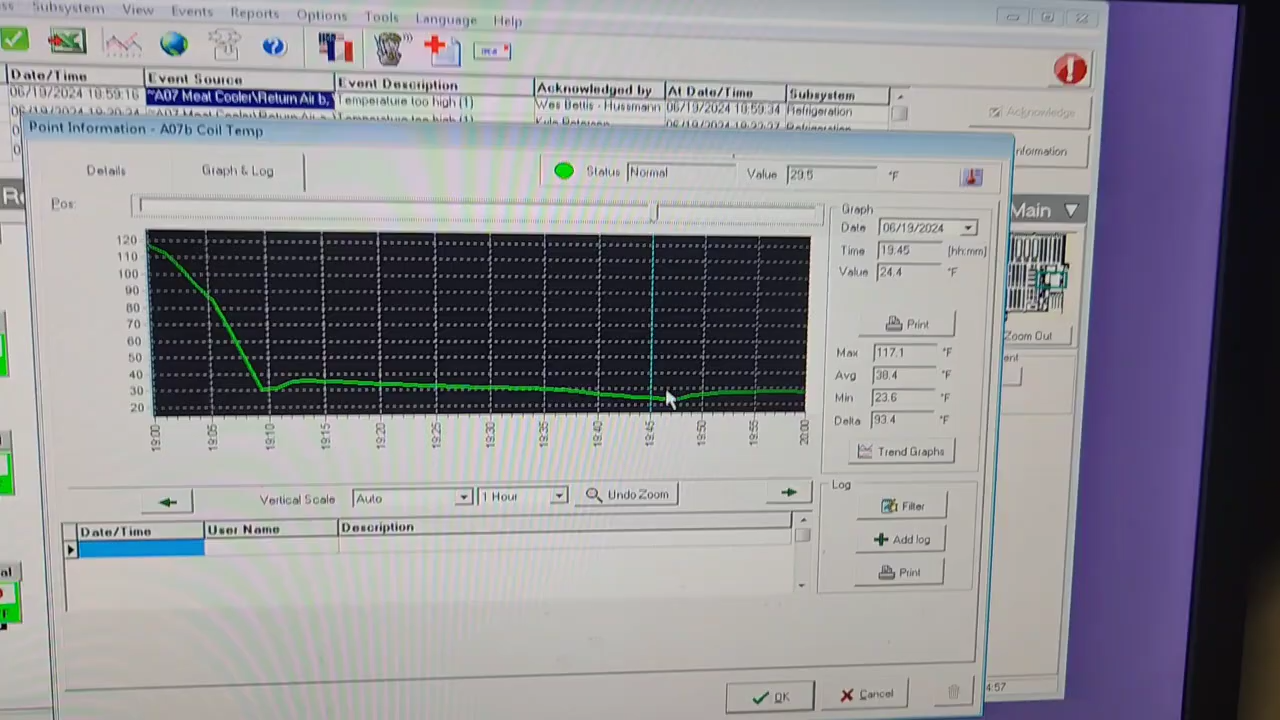 Subsystem View Events Reports Options Tools Language Help
Date/Time Event Source Event Description Acknowledged by At Date/Time Subsystem
06/19/2024 18:59:16 ~A07 Meat Cooler\Return Air b, Temperature too high (1) Wes Bettis - Hussmann 06/19/2024 18:59:34 Refrigeration
Acknowledge
Point Information - A07b Coil Temp
Details Graph & Log Status Normal Value 29.5 °F
Pos:
Main
Graph
Date 06/19/2024
Time 19:45 [hh:mm]
Value 24.4 °F
Print
Zoom Out
Max 117.1 °F
Avg 38.4 °F
Min 23.6 °F
Delta 93.4 °F
Trend Graphs
120
110
100
90
80
70
60
50
40
30
20
19:00 19:05 19:10 19:15 19:20 19:25 19:30 19:35 19:40 19:45 19:50 19:55 20:00
Vertical Scale Auto 1 Hour Undo Zoom
Log
Filter
Add log
Print
Date/Time User Name Description
OK Cancel
4:57